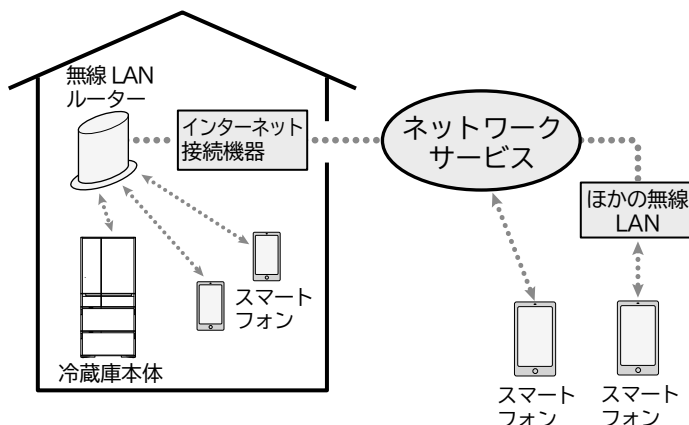 無線 LAN
ルーター
インターネット
接続機器
ネットワーク
サービス
ほかの無線
LAN
スマート
フォン
冷蔵庫本体
スマート
フォン
スマート
フォン